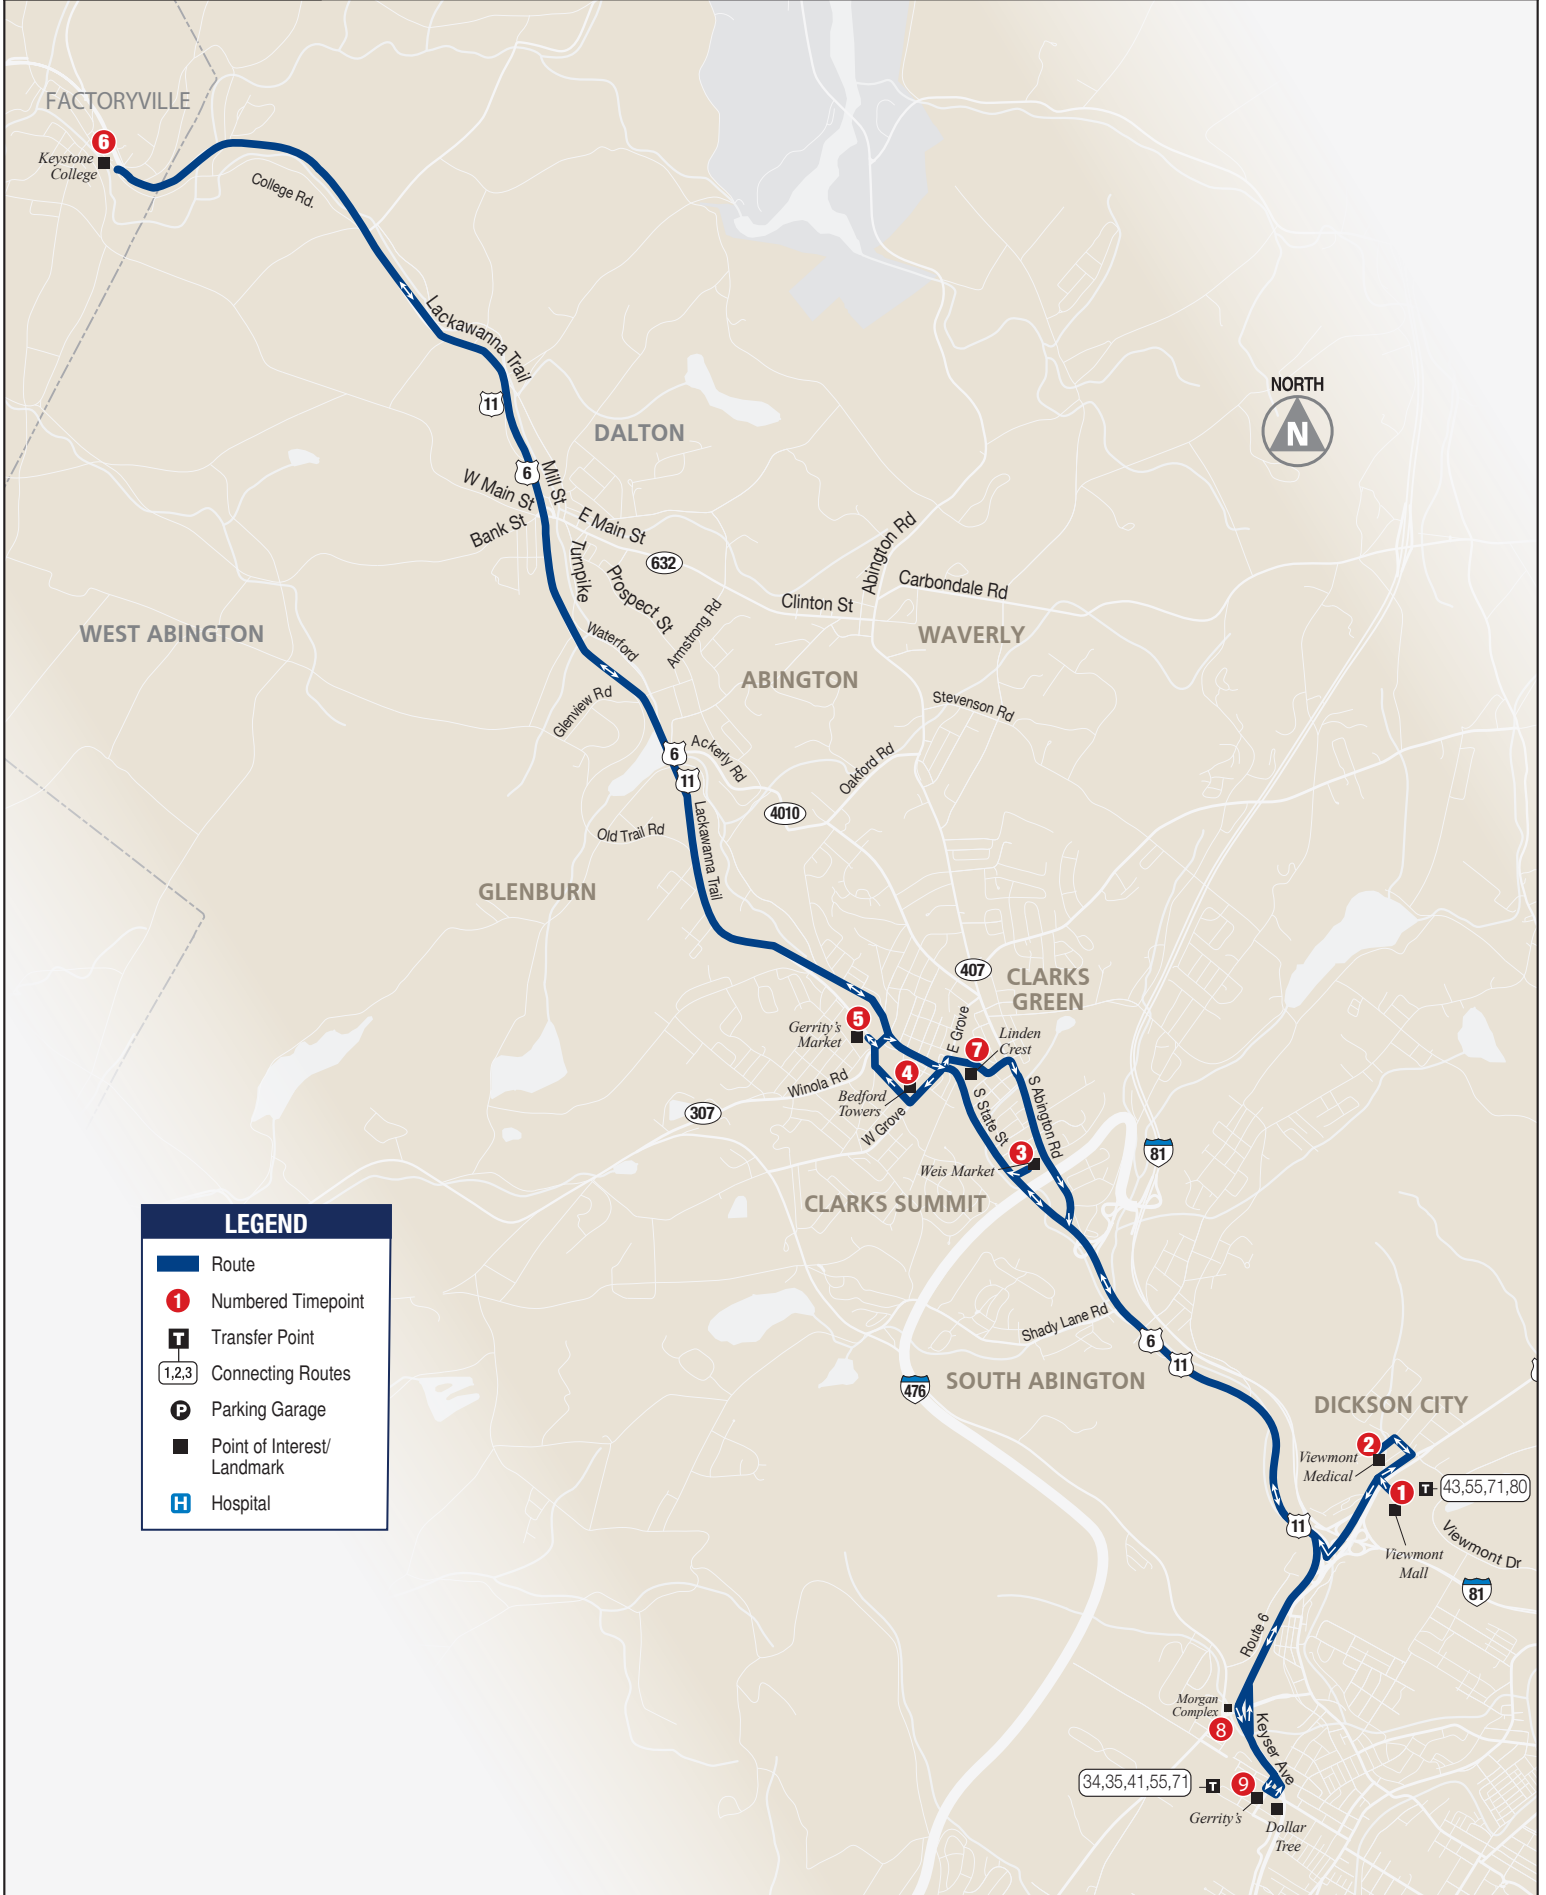 FACTORYVILLE
6
Keystone
College
College Rd.
Lackawanna Trail
NORTH
N
11
DALTON
6
Mill St
W Main St
Bank St
E Main St
632
Turnpike
Prospect St
Armstrong Rd
Abington Rd
Carbondale Rd
Clinton St
WEST ABINGTON
WAVERLY
Waterford
ABINGTON
Glenview Rd
Stevenson Rd
6
Ackerly Rd
11
Oakford Rd
4010
Lackawanna Trail
Old Trail Rd
GLENBURN
407
CLARKS
GREEN
5
Gerrity's
Market
E Grove
Linden
Crest
7
4
Winola Rd
Bedford
Towers
307
W Grove
S State St
S Abington Rd
3
Weis Market
81
CLARKS SUMMIT
LEGEND
Route
1
Numbered Timepoint
T
Transfer Point
1,2,3
Connecting Routes
P
Parking Garage
Point of Interest/
Landmark
H
Hospital
Shady Lane Rd
6
11
476
SOUTH ABINGTON
DICKSON CITY
2
Viewmont
Medical
1
T
43,55,71,80
11
Viewmont Dr
Viewmont
Mall
81
Route 6
Morgan
Complex
8
Keyser Ave
34,35,41,55,71
T
9
Gerrity's
Dollar
Tree